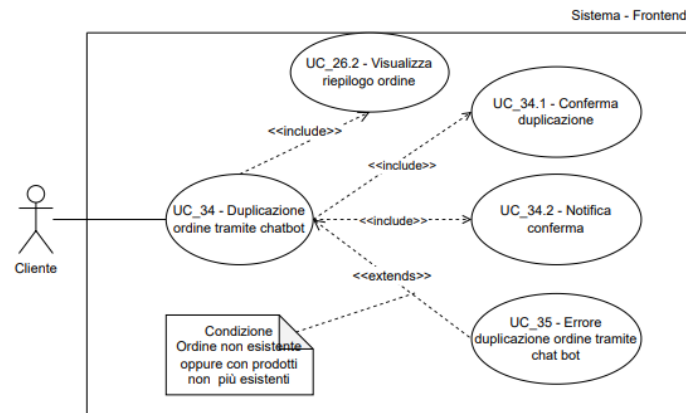 Sistema - Frontend
UC_26.2 - Visualizza
riepilogo ordine
UC_34.1 - Conferma
duplicazione
<<include>>
<<include>>
UC_34 - Duplicazione
ordine tramite chatbot
<<include>>
UC_34.2 - Notifica
conferma
Cliente
<<extends>>
Condizione
Ordine non esistente
oppure con prodotti
non più esistenti
UC_35 - Errore
duplicazione ordine tramite
chat bot